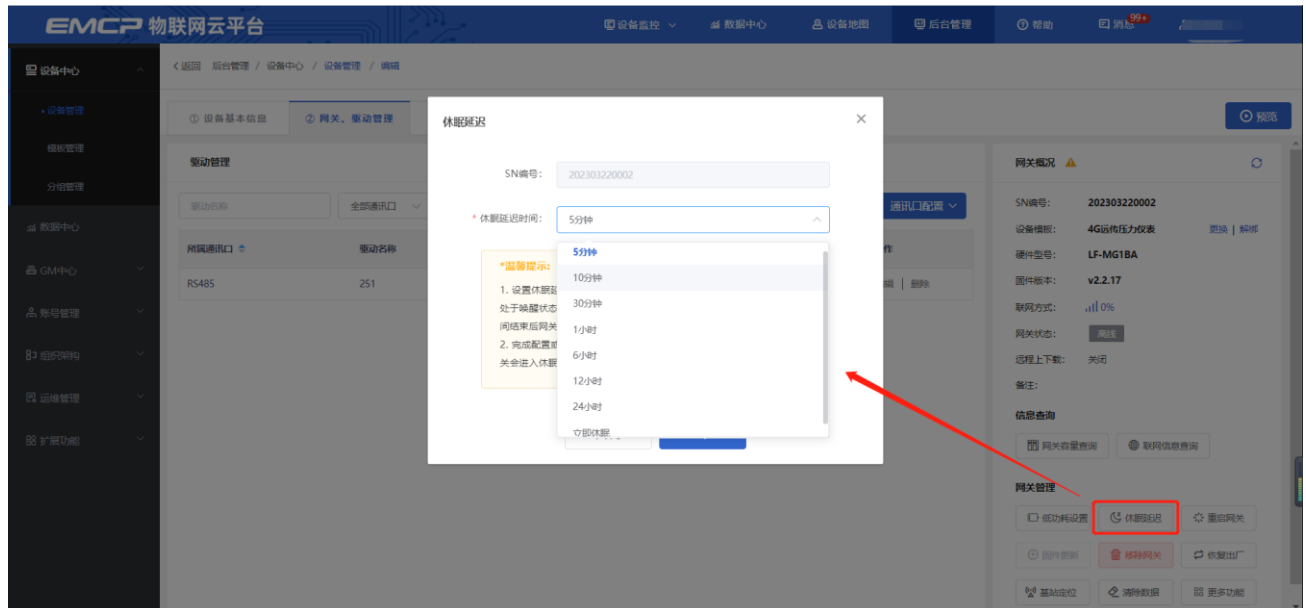 EMCP 物联网云平台
设备监控
数据中心
设备地图
后台管理
帮助
消息
99+
设备中心
设备管理
模板管理
分组管理
数据中心
GM中心
账号管理
组织架构
运维管理
扩展功能
返回 后台管理 / 设备中心 / 设备管理 / 编辑
① 设备基本信息
② 网关、驱动管理
预览
驱动管理
驱动名称
全部通讯口
通讯口配置
所属通讯口
驱动名称
RS485
251
删除
休眠延迟
SN编号:
202303220002
* 休眠延迟时间:
5分钟
*温馨提示:
1. 设置休眠延
处于唤醒状态
间结束后网关
2. 完成配置或
关会进入休眠
5分钟
10分钟
30分钟
1小时
6小时
12小时
24小时
立即休眠
网关概况
SN编号: 202303220002
设备模板: 4G远传压力仪表 更换 | 解绑
硬件型号: LF-MG1BA
固件版本: v2.2.17
联网方式: 0%
网关状态: 离线
远程上下载: 关闭
备注:
信息查询
网关容量查询
联网信息查询
网关管理
低功耗设置
休眠延迟
重启网关
固件更新
移除网关
恢复出厂
基站定位
清除数据
更多功能